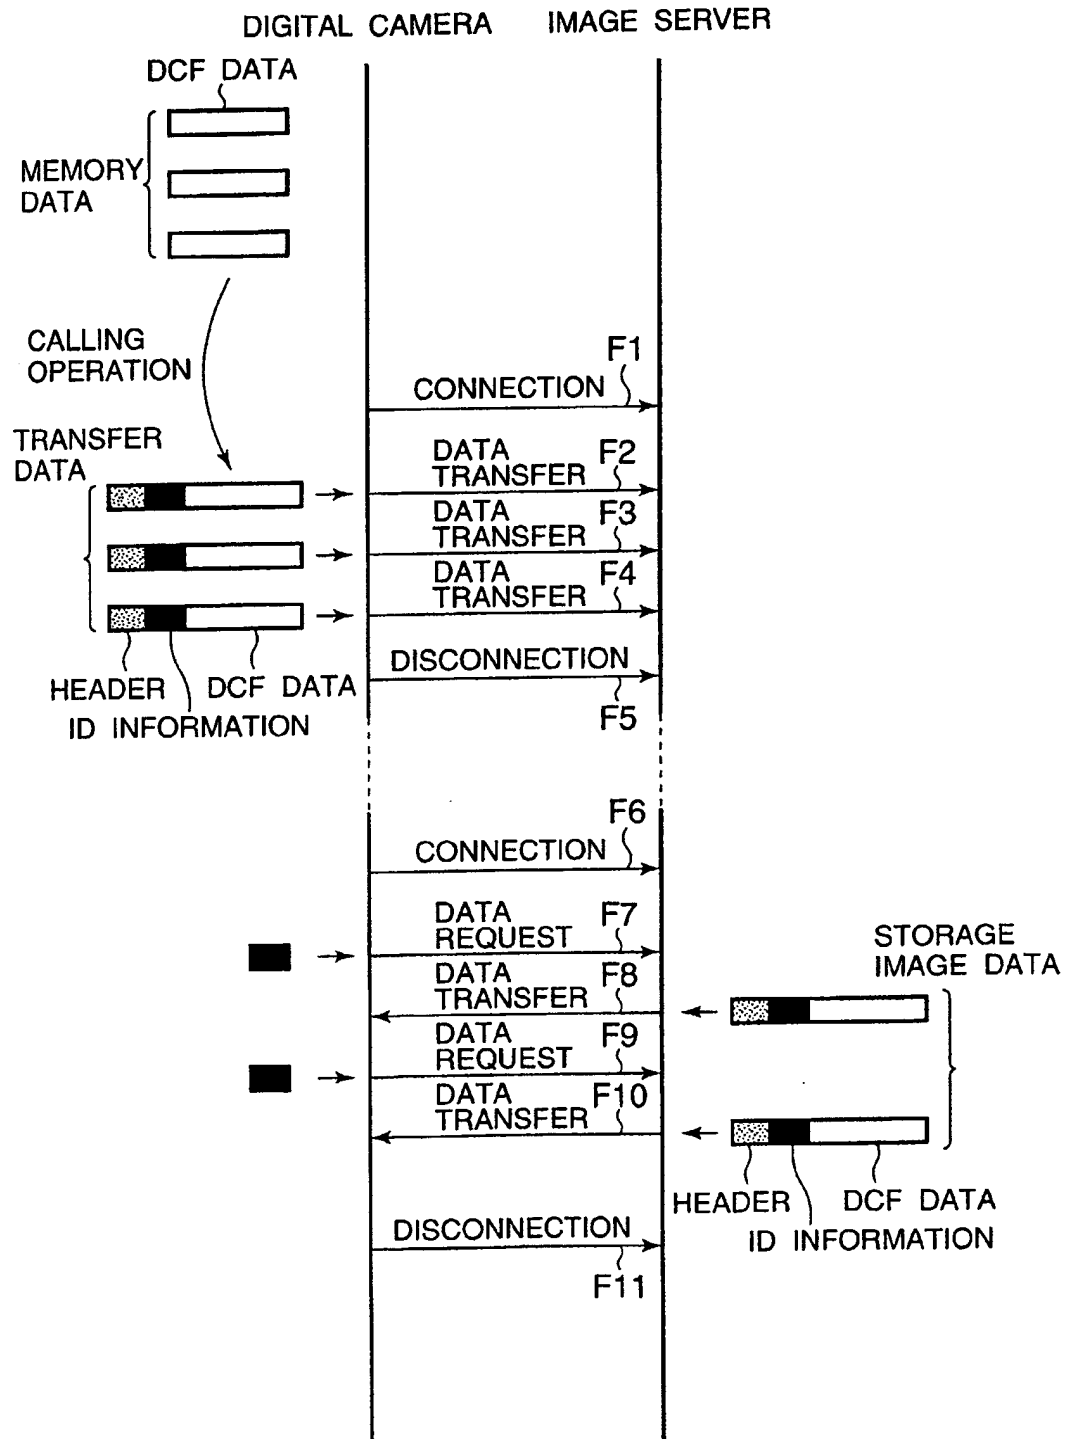 DIGITAL CAMERA
IMAGE SERVER
DCF DATA
MEMORY
DATA
CALLING
OPERATION
F1
CONNECTION
TRANSFER
DATA
DATA
TRANSFER
F2
DATA
TRANSFER
F3
DATA
TRANSFER
F4
DISCONNECTION
F5
HEADER
DCF DATA
ID INFORMATION
F6
CONNECTION
DATA
REQUEST
F7
STORAGE
IMAGE DATA
DATA
TRANSFER
F8
DATA
REQUEST
F9
DATA
TRANSFER
F10
HEADER
DCF DATA
ID INFORMATION
DISCONNECTION
F11